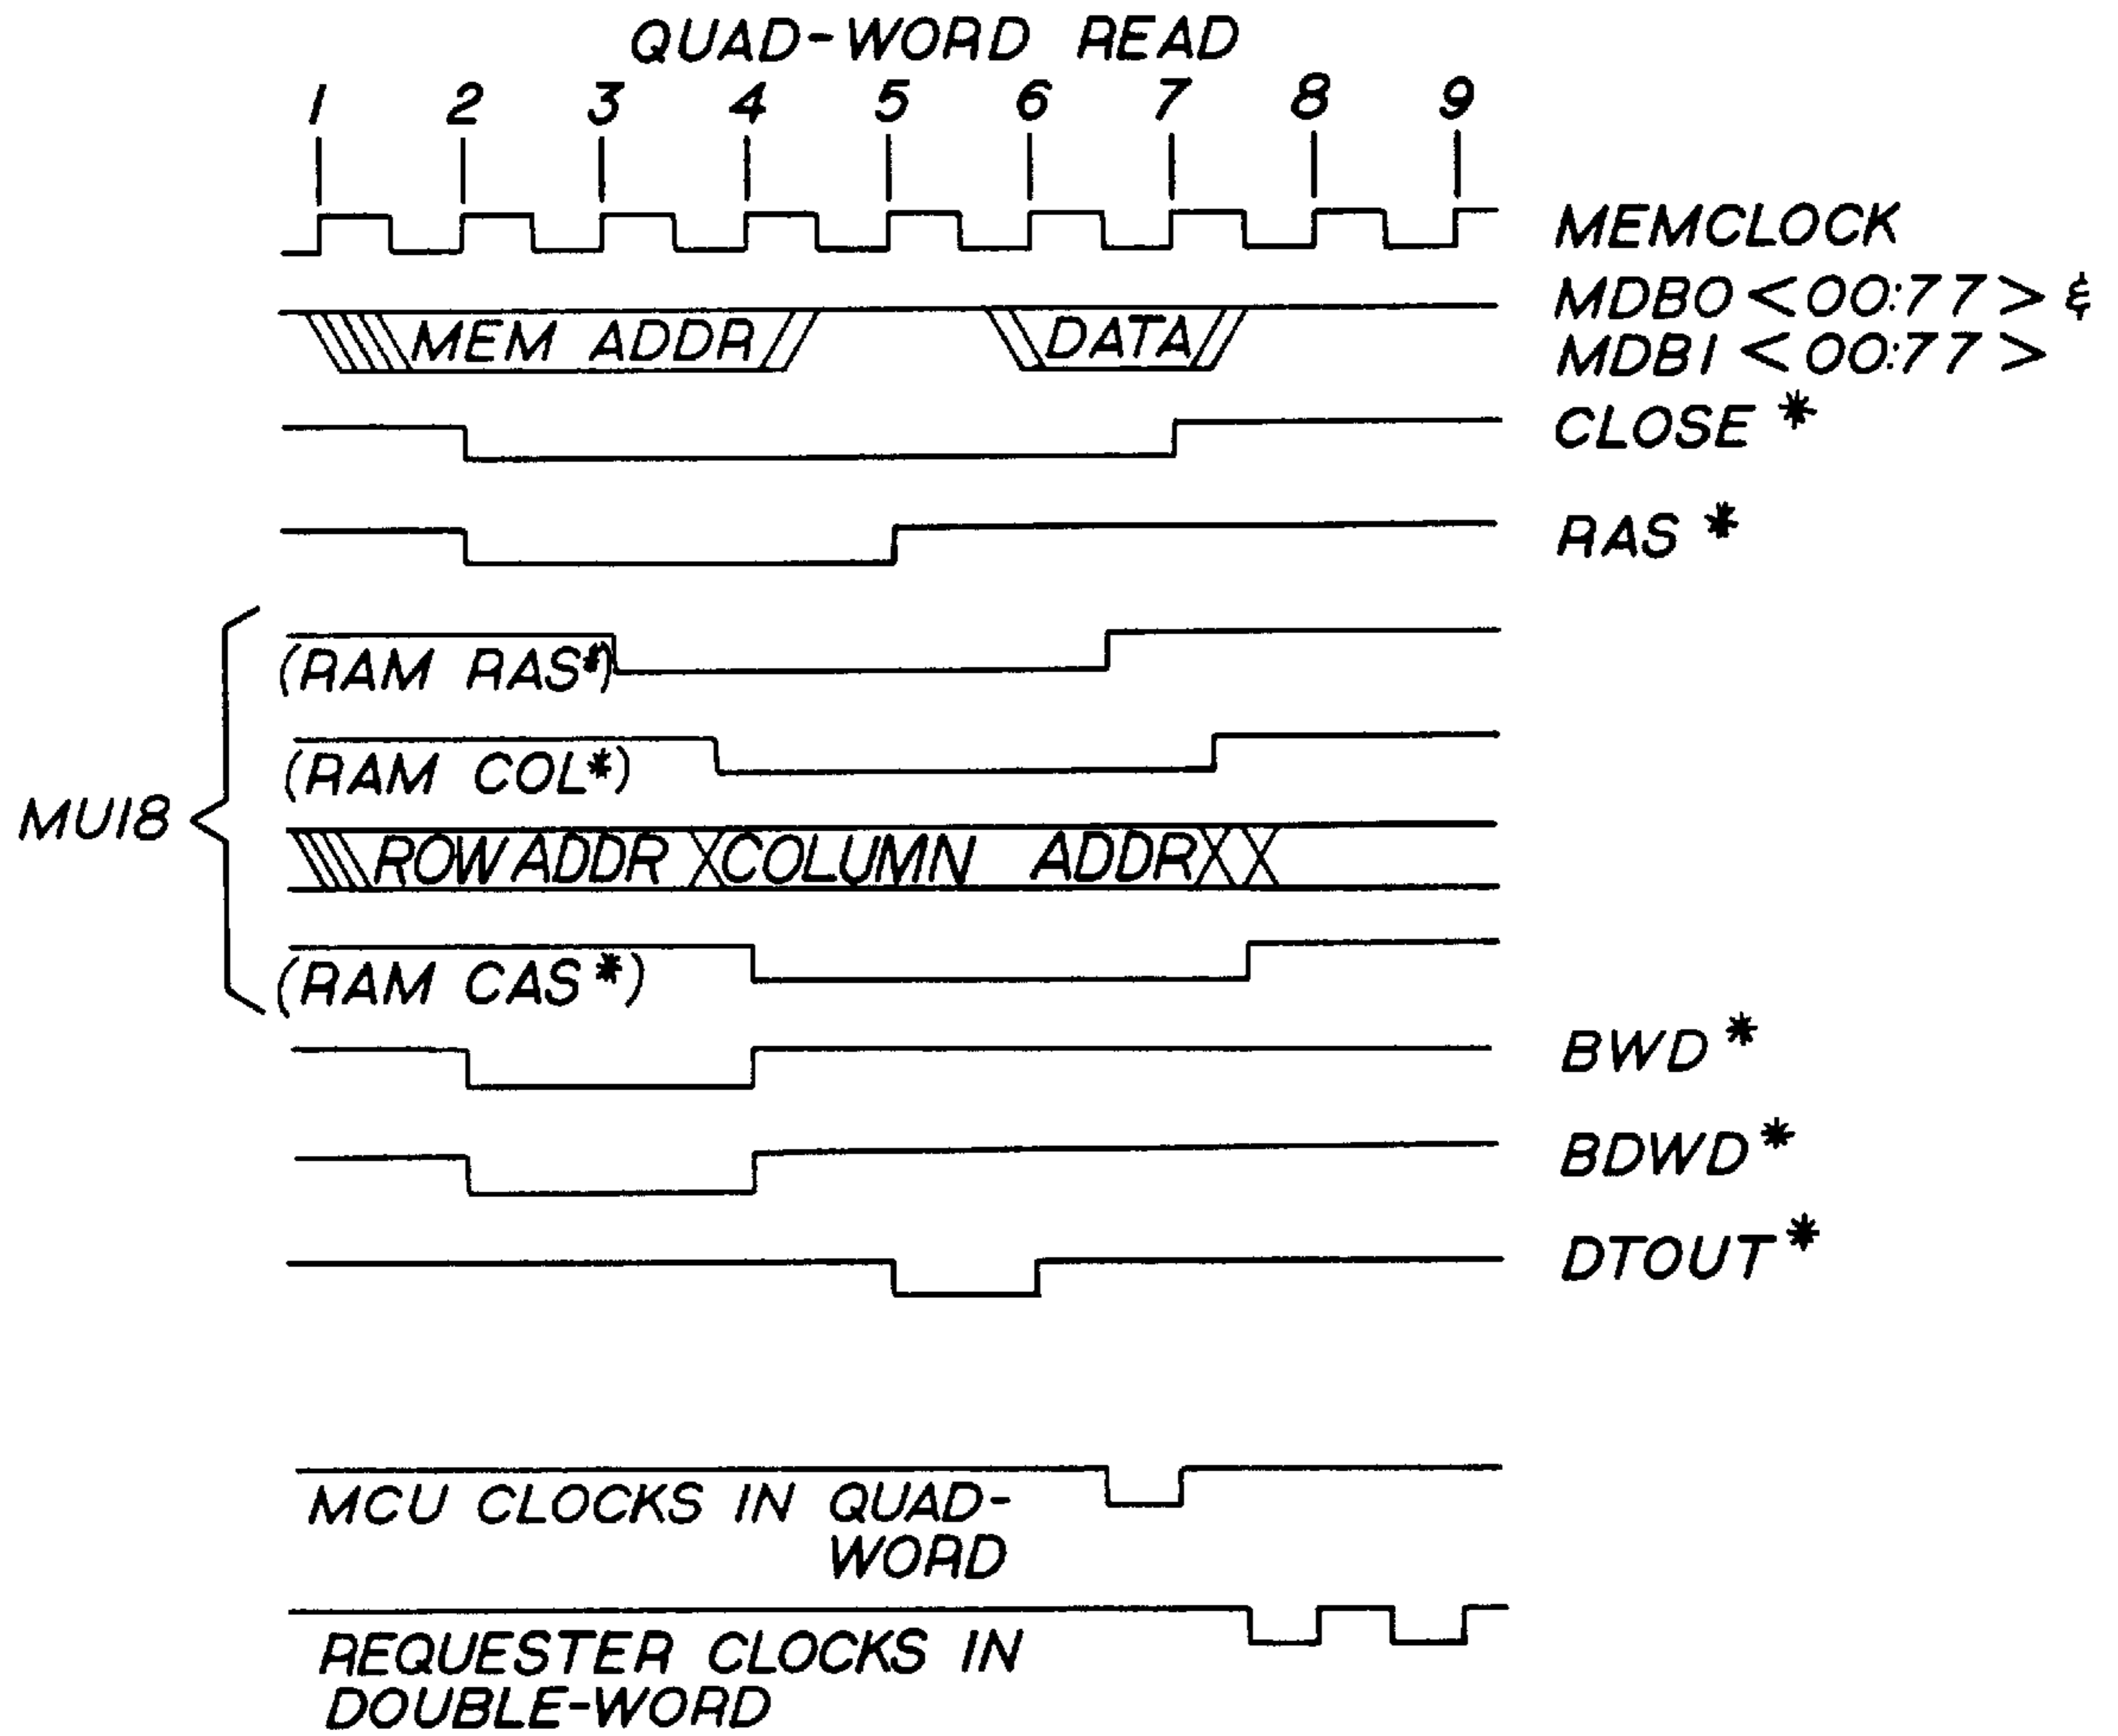 QUAD-WORD READ
1 2 3 4 5 6 7 8 9
MEMCLOCK
MDB0 <00:77> &
MDB1 <00:77>
MEM ADDR DATA
CLOSE *
RAS *
(RAM RAS*)
(RAM COL*)
MU18
ROW ADDR COLUMN ADDR
(RAM CAS*)
BWD *
BDWD *
DTOUT *
MCU CLOCKS IN QUAD-
WORD
REQUESTER CLOCKS IN
DOUBLE-WORD